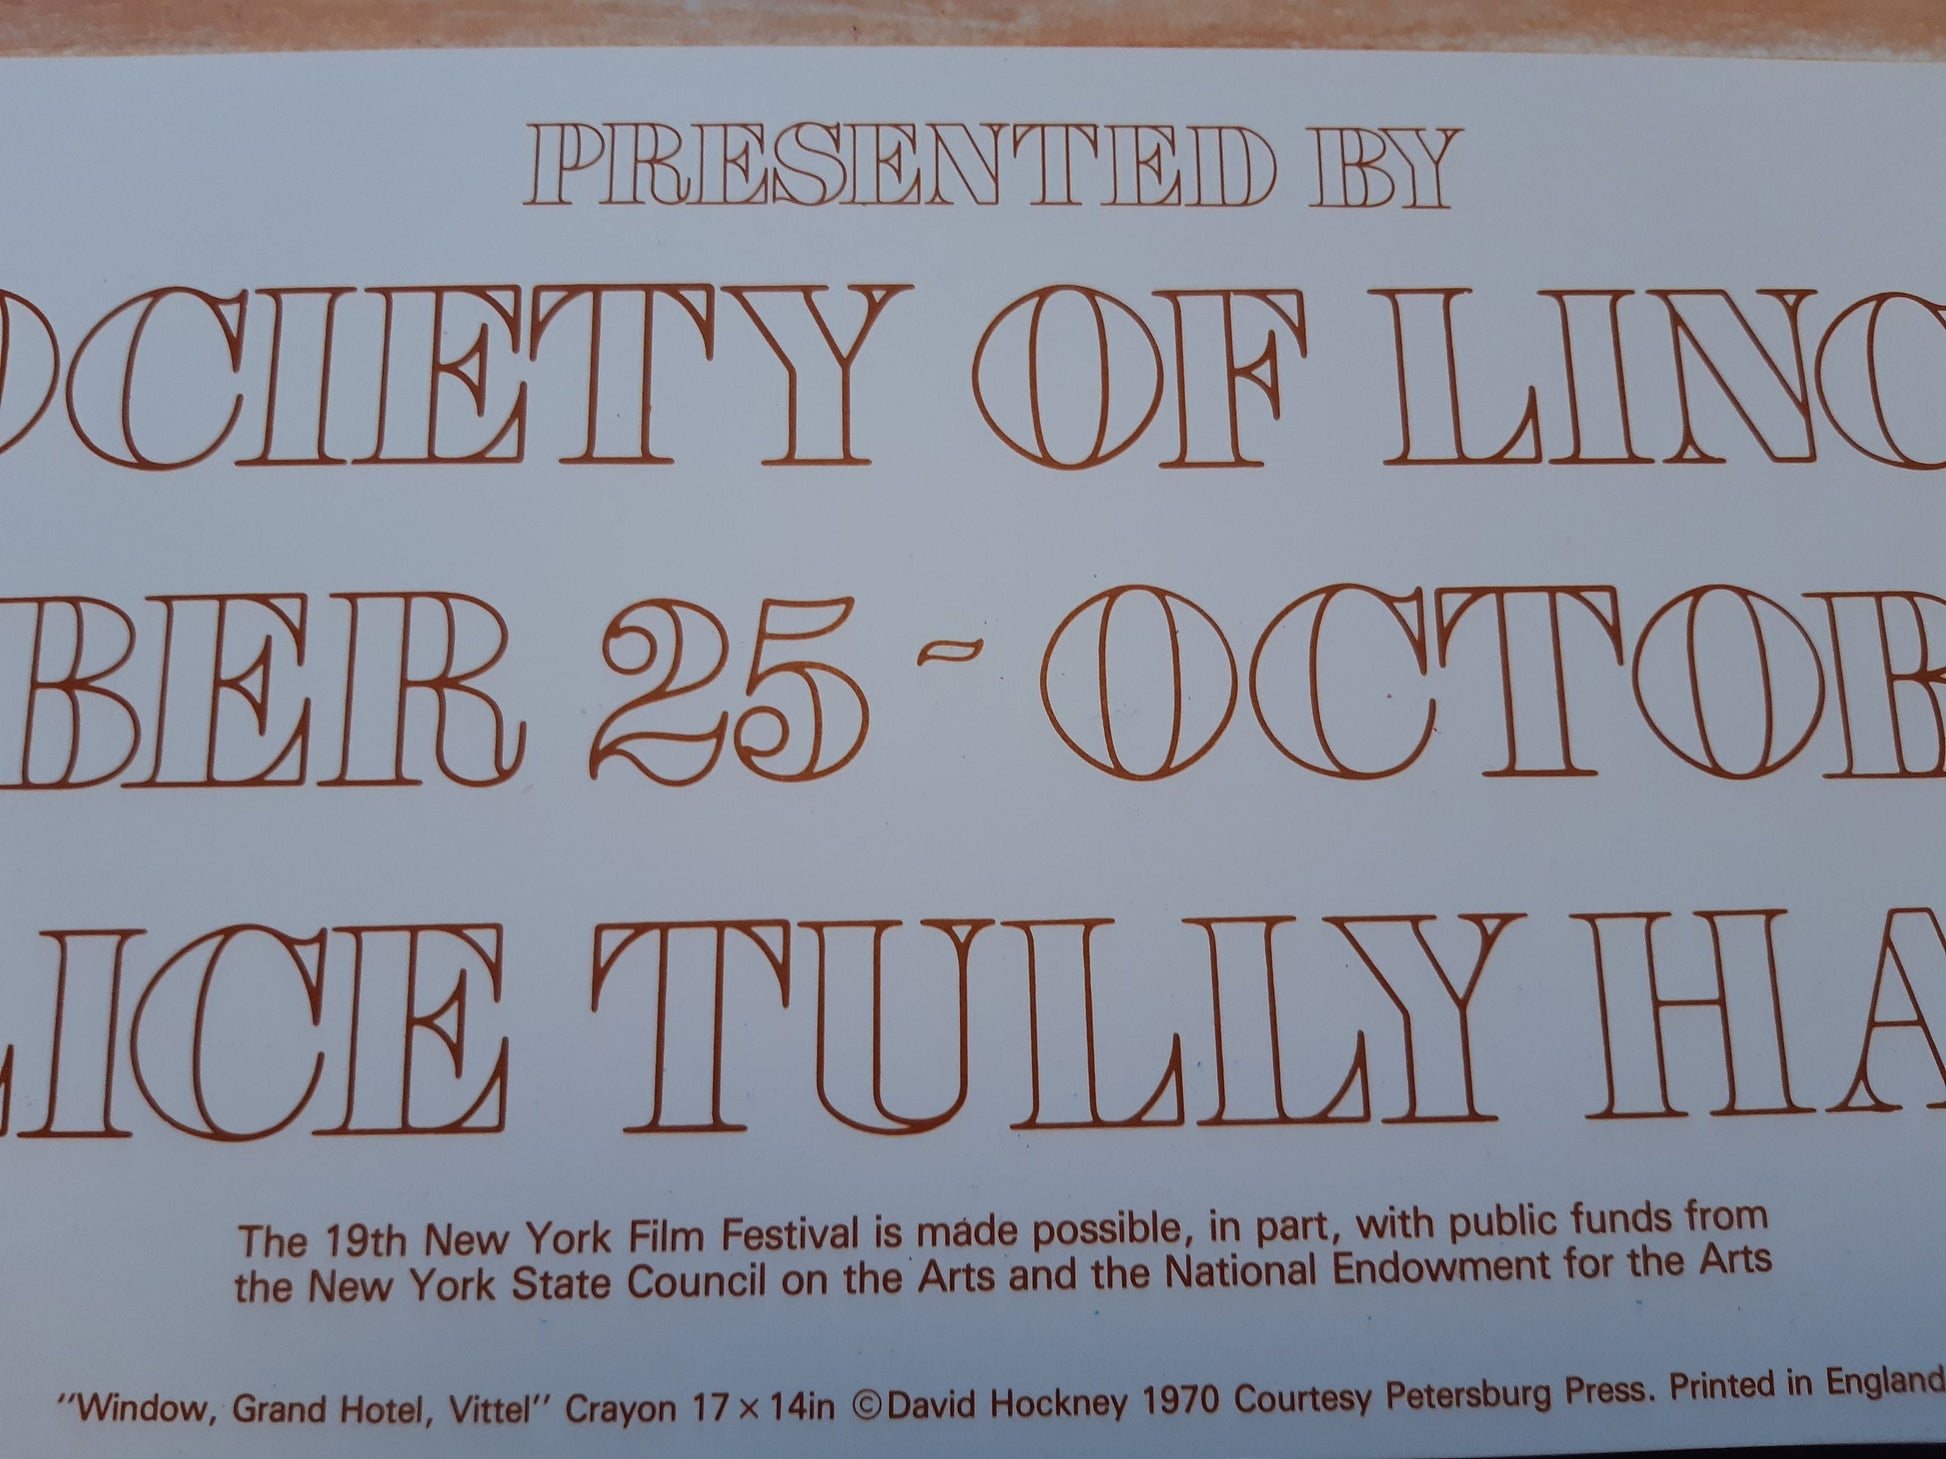 PRESENTED BY
OCIETY OF LINC
BER 25 - OCTOB
LICE TULLY HA
The 19th New York Film Festival is made possible, in part, with public funds from
the New York State Council on the Arts and the National Endowment for the Arts
"Window, Grand Hotel, Vittel" Crayon 17 × 14in ©David Hockney 1970 Courtesy Petersburg Press. Printed in England